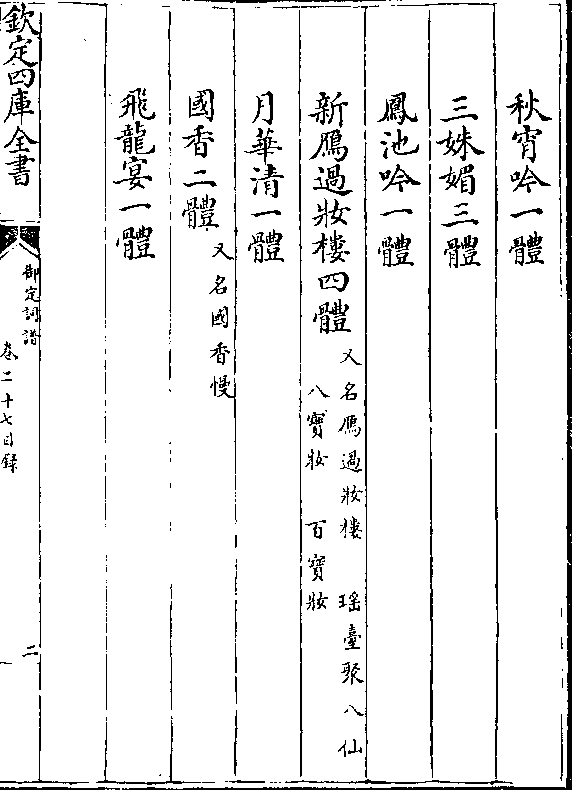 秋宵吟一體
三姝媚三體
鳳池吟一體
新鴈過妝樓四體
又名鴈過妝樓　瑶臺聚八仙
八寶妝　百寶妝
月華清一體
國香二體
又名國香慢
飛龍宴一體
欽定四庫全書
御定詞譜
卷二十七目録
二